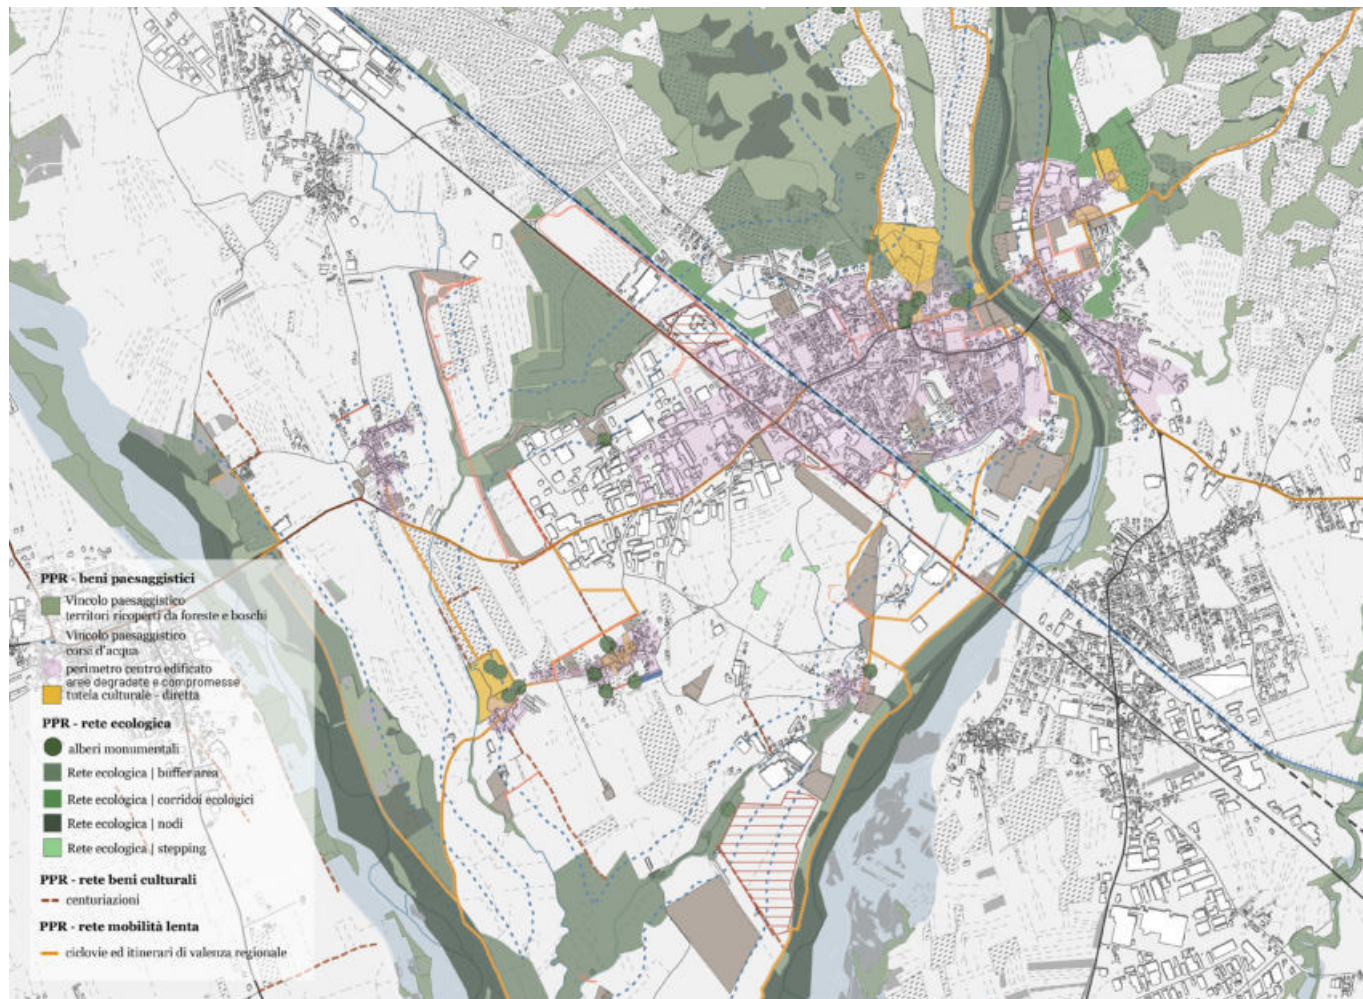 PPR - beni paesaggistici
Vincolo paesaggistico
territori ricoperti da foreste e boschi
Vincolo paesaggistico
corsi d'acqua
perimetro centro edificato
aree degradate e compromesse
tutela culturale - diretta
PPR - rete ecologica
alberi monumentali
Rete ecologica | buffer area
Rete ecologica | corridoi ecologici
Rete ecologica | nodi
Rete ecologica | stepping
PPR - rete beni culturali
centuriazioni
PPR - rete mobilità lenta
ciclovie ed itinerari di valenza regionale